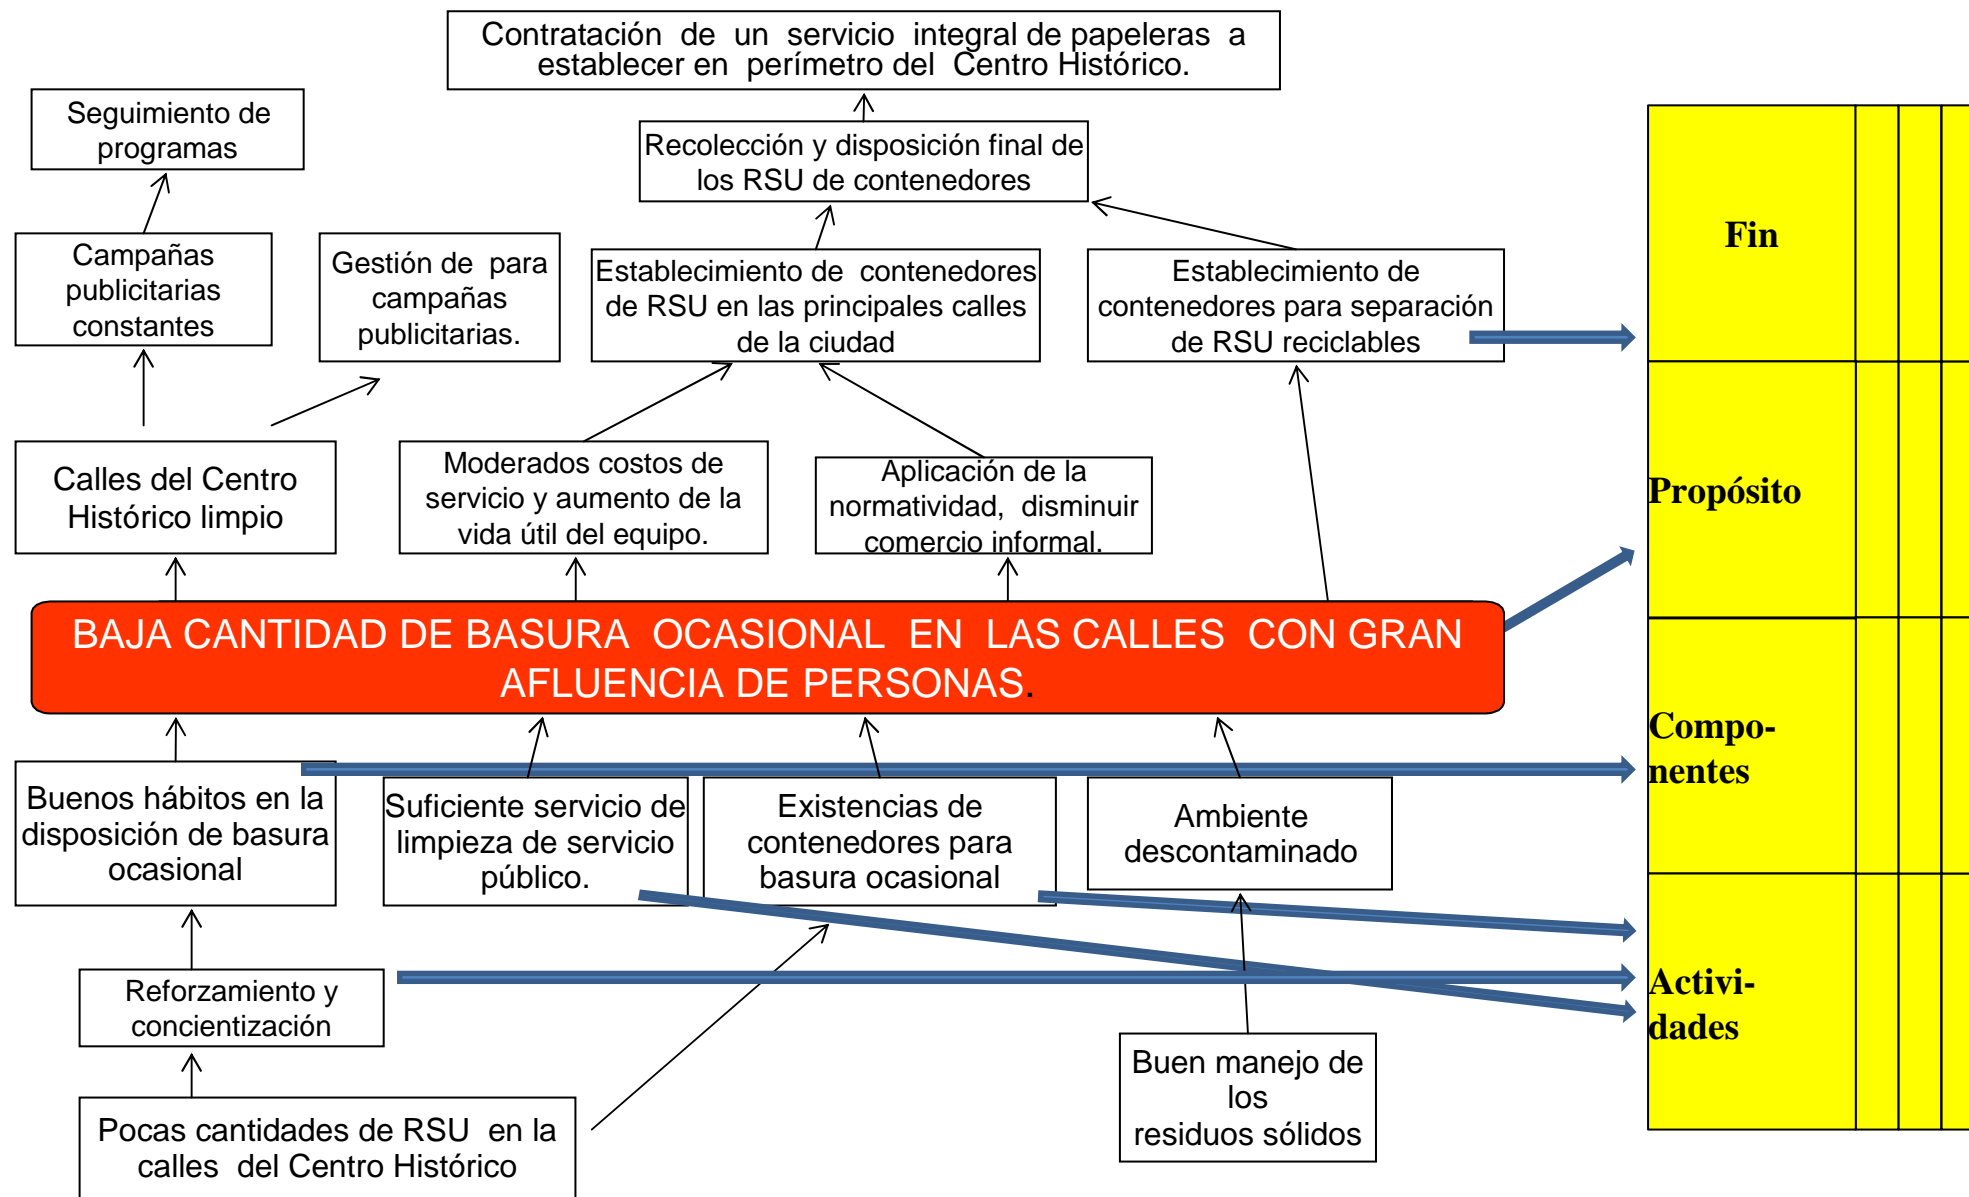 Contratación de un servicio integral de papeleras a
establecer en perímetro del Centro Histórico.
Seguimiento de
programas
Recolección y disposición final de
los RSU de contenedores
Campañas
publicitarias
constantes
Gestión de para
campañas
publicitarias.
Establecimiento de contenedores
de RSU en las principales calles
de la ciudad
Establecimiento de
contenedores para separación
de RSU reciclables
Fin
Calles del Centro
Histórico limpio
Moderados costos de
servicio y aumento de la
vida útil del equipo.
Aplicación de la
normatividad, disminuir
comercio informal.
Propósito
BAJA CANTIDAD DE BASURA OCASIONAL EN LAS CALLES CON GRAN
AFLUENCIA DE PERSONAS.
Compo-
nentes
Buenos hábitos en la
disposición de basura
ocasional
Suficiente servicio de
limpieza de servicio
público.
Existencias de
contenedores para
basura ocasional
Ambiente
descontaminado
Reforzamiento y
concientización
Activi-
dades
Buen manejo de
los
residuos sólidos
Pocas cantidades de RSU en la
calles del Centro Histórico